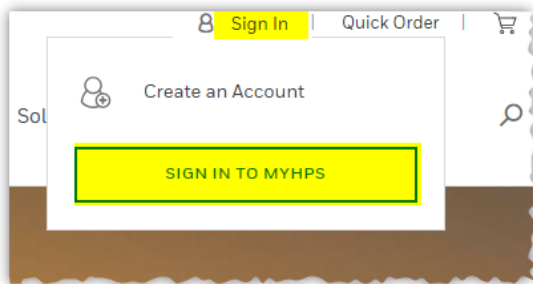 Sign In | Quick Order |
Create an Account
Sol
SIGN IN TO MYHPS